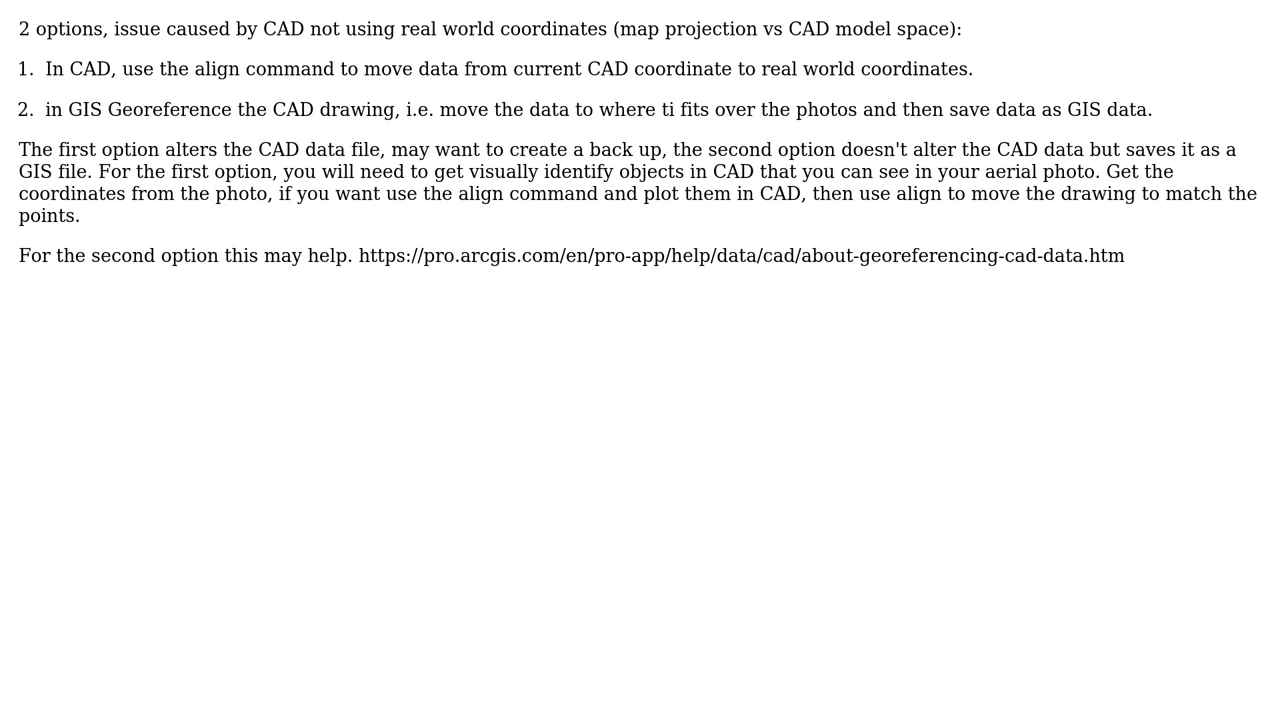 2 options, issue caused by CAD not using real world coordinates (map projection vs CAD model space):
1. In CAD, use the align command to move data from current CAD coordinate to real world coordinates.
2. in GIS Georeference the CAD drawing, i.e. move the data to where ti fits over the photos and then save data as GIS data.
The first option alters the CAD data file, may want to create a back up, the second option doesn't alter the CAD data but saves it as a
GIS file. For the first option, you will need to get visually identify objects in CAD that you can see in your aerial photo. Get the
coordinates from the photo, if you want use the align command and plot them in CAD, then use align to move the drawing to match the
points.
For the second option this may help. https://pro.arcgis.com/en/pro-app/help/data/cad/about-georeferencing-cad-data.htm